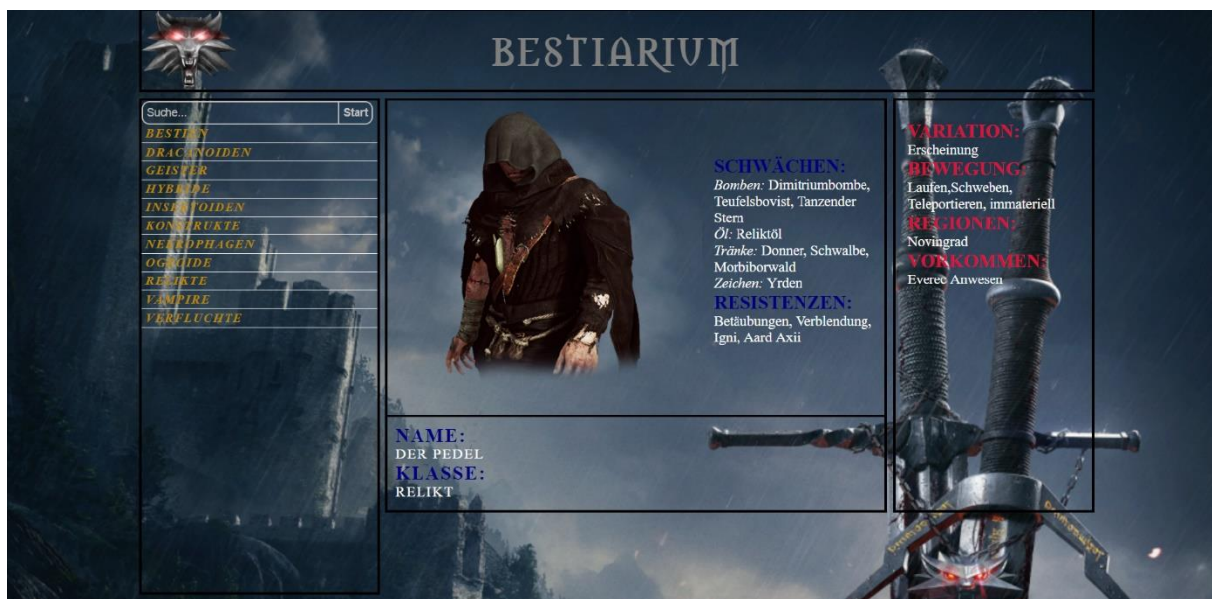 BESTIARIUM
Suche... Start
BESTIEN
DRACANOIDEN
GEISTER
HYBRIDE
INSEKTOIDEN
KONSTRUKTE
NEKROPHAGEN
OGROIDE
RELIKTE
VAMPIRE
VERFLUCHTE
SCHWÄCHEN:
Bomben: Dimitriumbombe,
Teufelsbovist, Tanzender
Stern
Öl: Reliktöl
Tränke: Donner, Schwalbe,
Morbiborwald
Zeichen: Yrden
RESISTENZEN:
Betäubungen, Verblendung,
Igni, Aard Axii
NAME:
DER PEDEL
KLASSE:
RELIKT
VARIATION:
Erscheinung
BEWEGUNG:
Laufen,Schweben,
Teleportieren, immateriell
REGIONEN:
Novingrad
VORKOMMEN:
Everec Anwesen